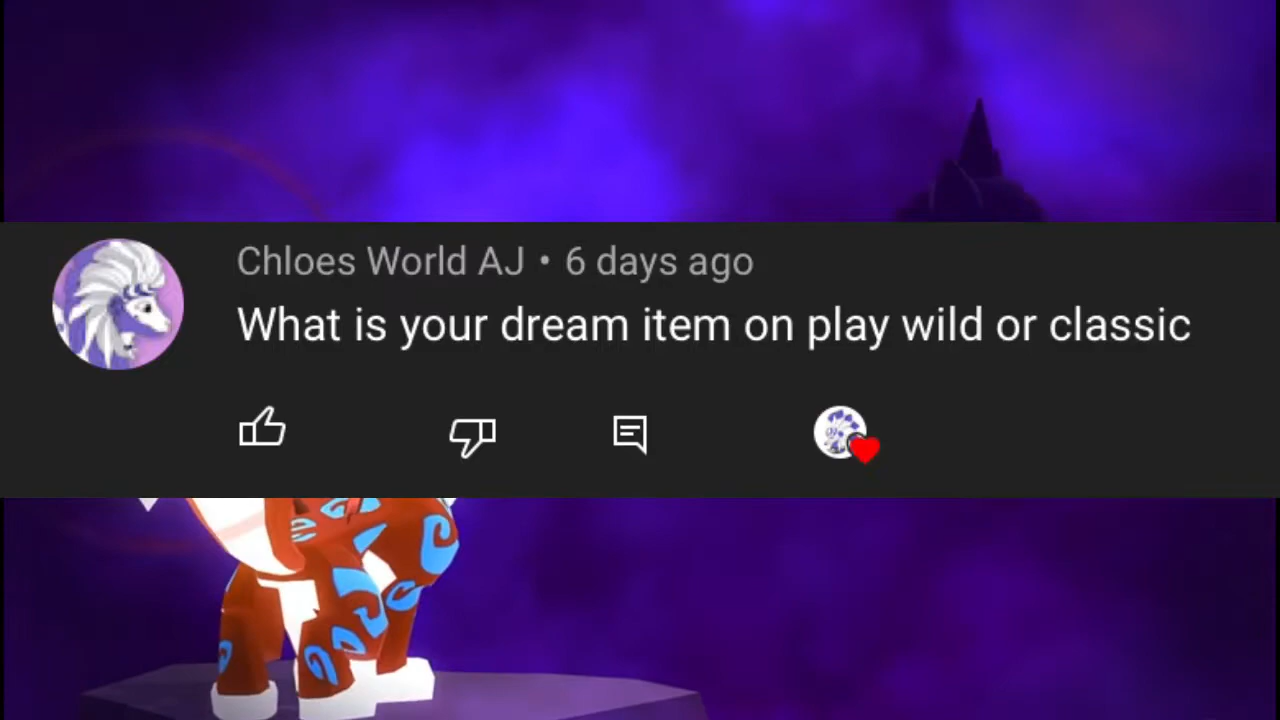 Chloes World AJ • 6 days ago
What is your dream item on play wild or classic